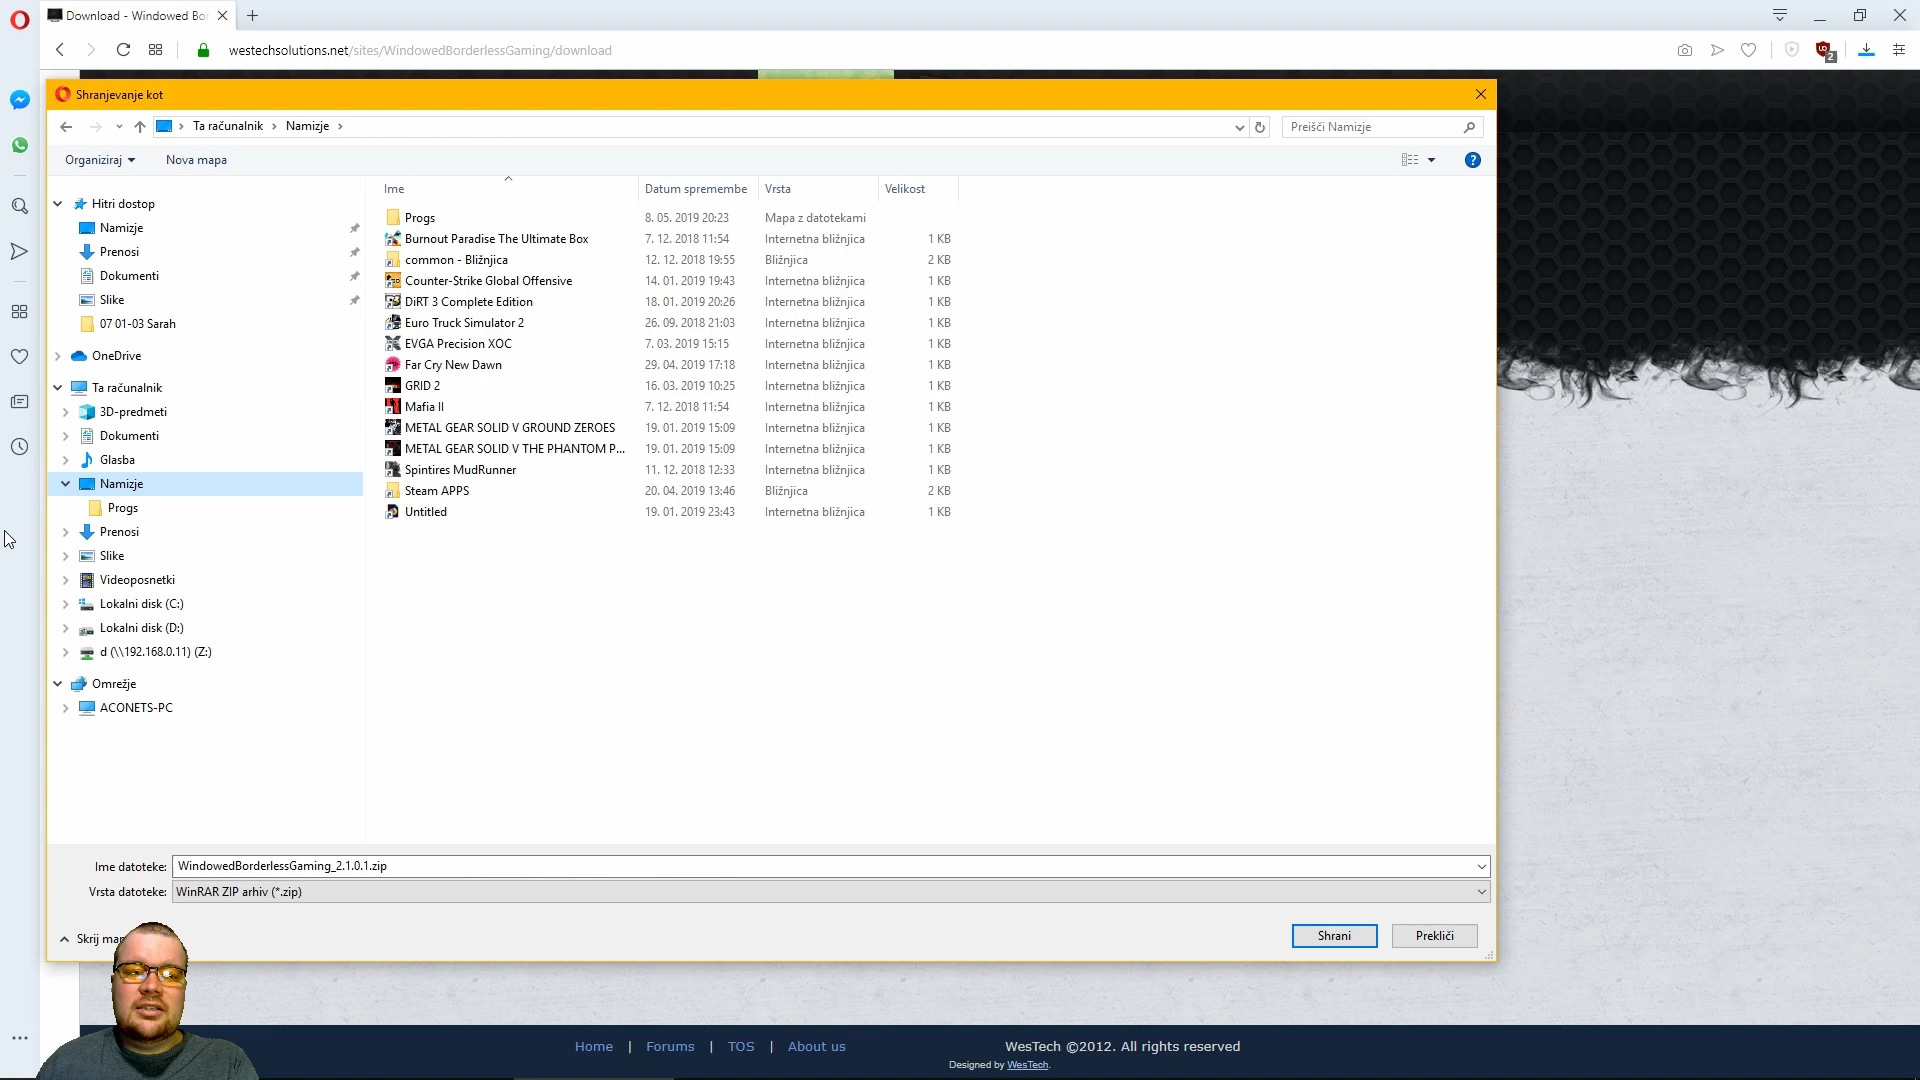 Download - Windowed Bo
westechsolutions.net/sites/WindowedBorderlessGaming/download
2
Shranjevanje kot
Ta računalnik > Namizje >
Preišči Namizje
Organiziraj
Nova mapa
?
Ime Datum spremembe Vrsta Velikost
Hitri dostop
Namizje
Prenosi
Dokumenti
Slike
07 01-03 Sarah
OneDrive
Ta računalnik
3D-predmeti
Dokumenti
Glasba
Namizje
Progs
Prenosi
Slike
Videoposnetki
Lokalni disk (C:)
Lokalni disk (D:)
d (\\192.168.0.11) (Z:)
Omrežje
ACONETS-PC
Progs 8. 05. 2019 20:23 Mapa z datotekami
Burnout Paradise The Ultimate Box 7. 12. 2018 11:54 Internetna bližnjica 1 KB
common - Bližnjica 12. 12. 2018 19:55 Bližnjica 2 KB
Counter-Strike Global Offensive 14. 01. 2019 19:43 Internetna bližnjica 1 KB
DiRT 3 Complete Edition 18. 01. 2019 20:26 Internetna bližnjica 1 KB
Euro Truck Simulator 2 26. 09. 2018 21:03 Internetna bližnjica 1 KB
EVGA Precision XOC 7. 03. 2019 15:15 Internetna bližnjica 1 KB
Far Cry New Dawn 29. 04. 2019 17:18 Internetna bližnjica 1 KB
GRID 2 16. 03. 2019 10:25 Internetna bližnjica 1 KB
Mafia II 7. 12. 2018 11:54 Internetna bližnjica 1 KB
METAL GEAR SOLID V GROUND ZEROES 19. 01. 2019 15:09 Internetna bližnjica 1 KB
METAL GEAR SOLID V THE PHANTOM P... 19. 01. 2019 15:09 Internetna bližnjica 1 KB
Spintires MudRunner 11. 12. 2018 12:33 Internetna bližnjica 1 KB
Steam APPS 20. 04. 2019 13:46 Bližnjica 2 KB
Untitled 19. 01. 2019 23:43 Internetna bližnjica 1 KB
Ime datoteke: WindowedBorderlessGaming_2.1.0.1.zip
Vrsta datoteke: WinRAR ZIP arhiv (*.zip)
Skrij map
Shrani
Prekliči
Home | Forums | TOS | About us
WesTech ©2012. All rights reserved
Designed by WesTech.